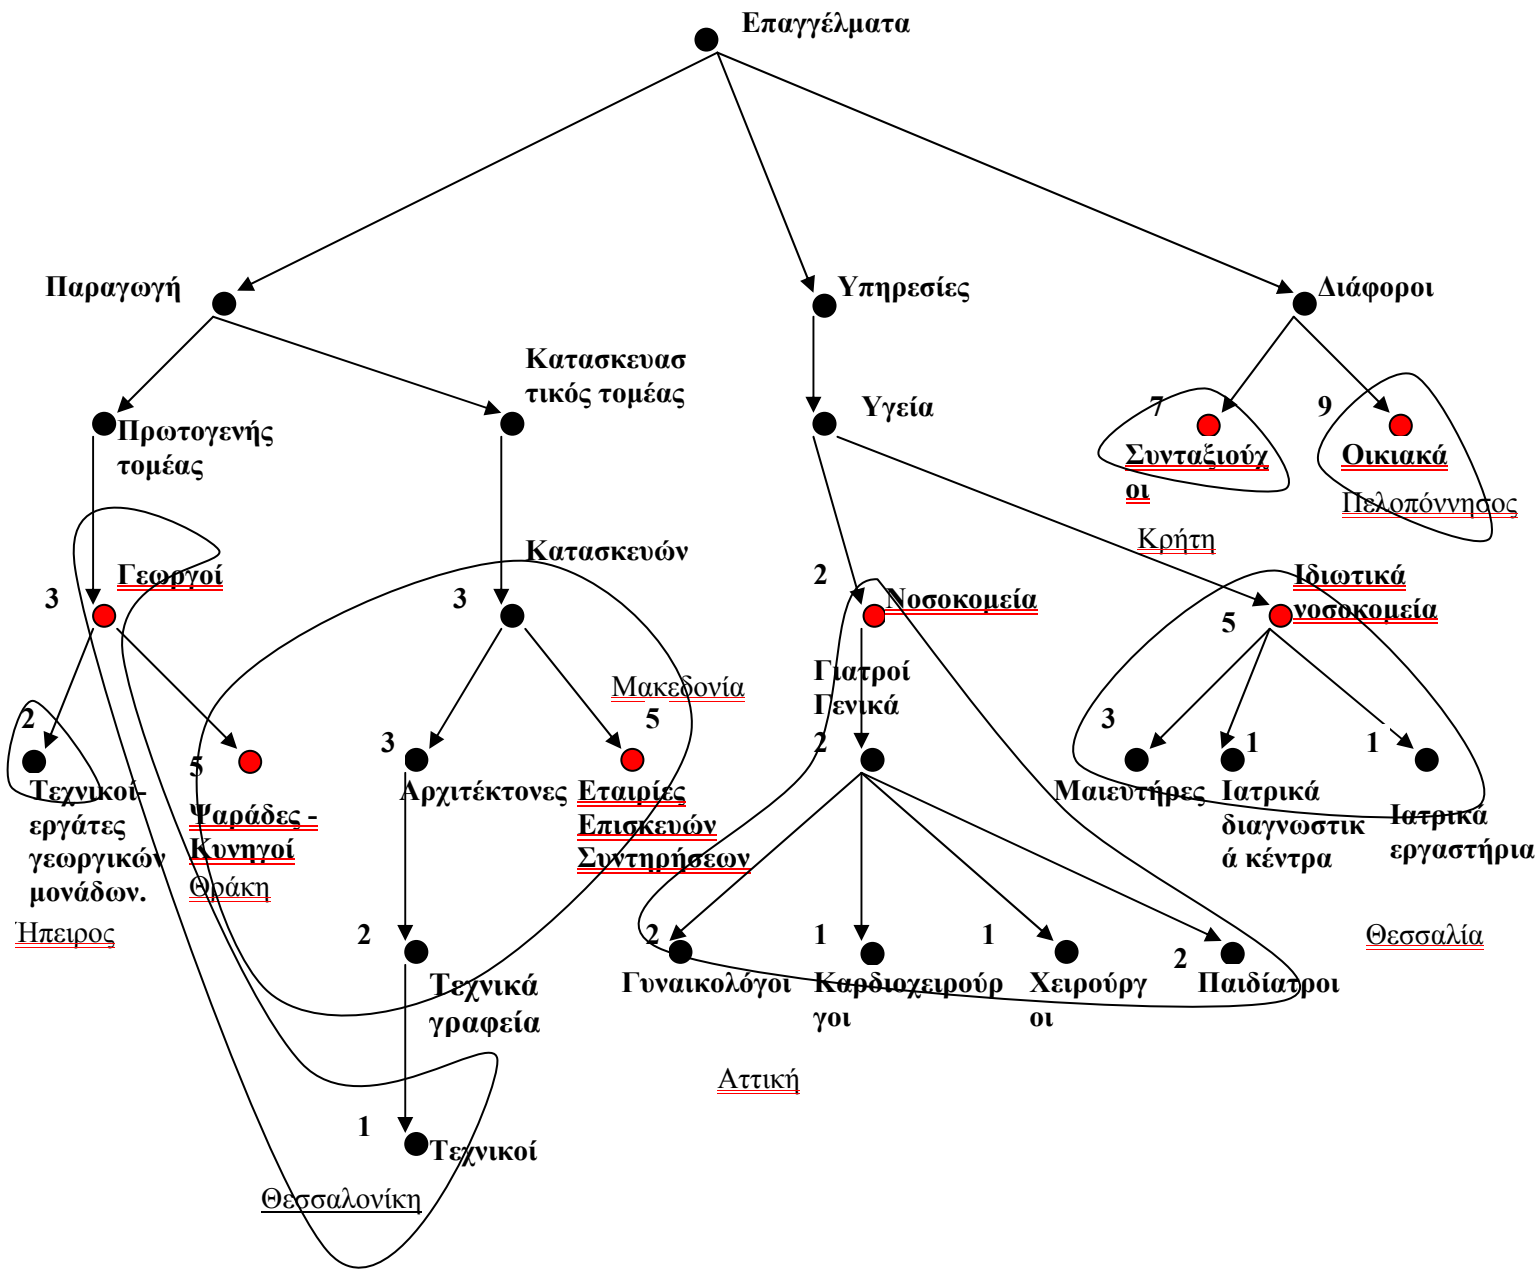 Επαγγέλματα
Παραγωγή
Υπηρεσίες
Διάφοροι
Κατασκευασ
τικός τομέας
Πρωτογενής
τομέας
Υγεία
7
Συνταξιούχ
οι
Κρήτη
9
Οικιακά
Πελοπόννησος
Γεωργοί
3
Κατασκευών
3
2
Νοσοκομεία
Ιδιωτικά
νοσοκομεία
5
Μακεδονία
Γιατροί
Γενικά
2
2
Τεχνικοί-
εργάτες
γεωργικών
μονάδων.
Ήπειρος
5
Ψαράδες -
Κυνηγοί
Θράκη
3
Αρχιτέκτονες
5
Εταιρίες
Επισκευών
Συντηρήσεων
3
Μαιευτήρες
1
Ιατρικά
διαγνωστικ
ά κέντρα
1
Ιατρικά
εργαστήρια
Θεσσαλία
2
Τεχνικά
γραφεία
2
Γυναικολόγοι
1
Καρδιοχειρούρ
γοι
1
Χειρούργ
οι
2
Παιδίατροι
Αττική
1
Τεχνικοί
Θεσσαλονίκη